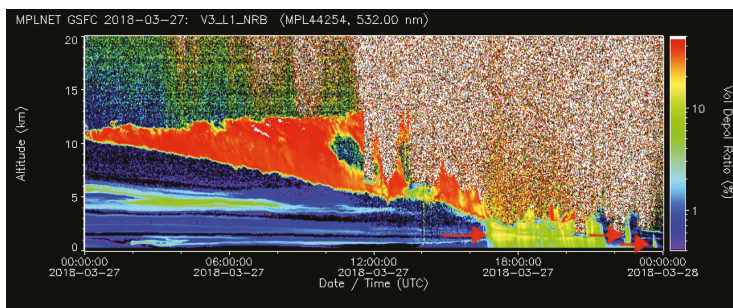 MPLNET GSFC 2018-03-27: V3_L1_NRB (MPL44254, 532.00 nm)
20
15
10
5
0
Altitude (km)
10
1
Vol Depol Ratio (%)
00:00:00 06:00:00 12:00:00 18:00:00 00:00:00
2018-03-27 2018-03-27 2018-03-27 2018-03-27 2018-03-28
Date / Time (UTC)